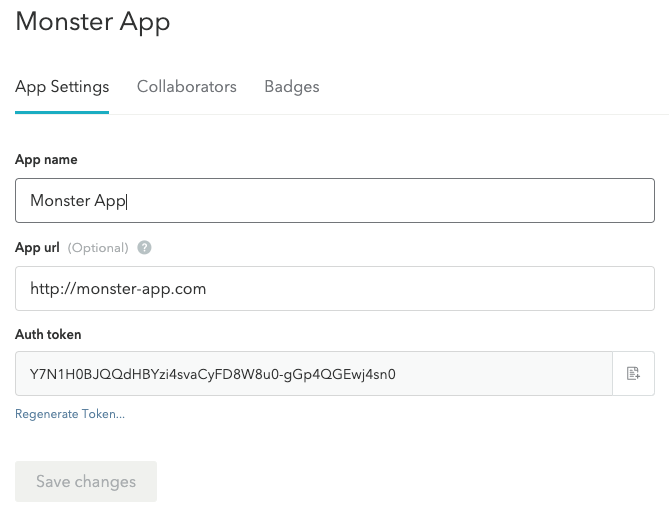 Monster App
App Settings Collaborators Badges
App name
Monster App
App url (Optional) ?
http://monster-app.com
Auth token
Y7N1H0BJQQdHBYzi4svaCyFD8W8u0-gGp4QGEwj4sn0
Regenerate Token...
Save changes